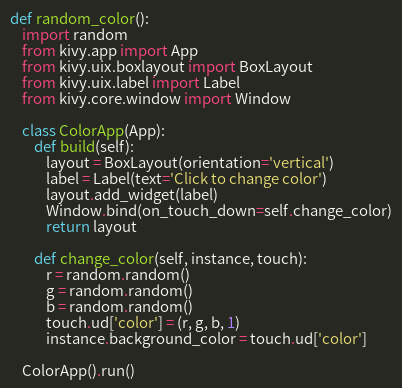 def random_color():
    import random
    from kivy.app import App
    from kivy.uix.boxlayout import BoxLayout
    from kivy.uix.label import Label
    from kivy.core.window import Window

    class ColorApp(App):
        def build(self):
            layout = BoxLayout(orientation='vertical')
            label = Label(text='Click to change color')
            layout.add_widget(label)
            Window.bind(on_touch_down=self.change_color)
            return layout

        def change_color(self, instance, touch):
            r = random.random()
            g = random.random()
            b = random.random()
            touch.ud['color'] = (r, g, b, 1)
            instance.background_color = touch.ud['color']

    ColorApp().run()